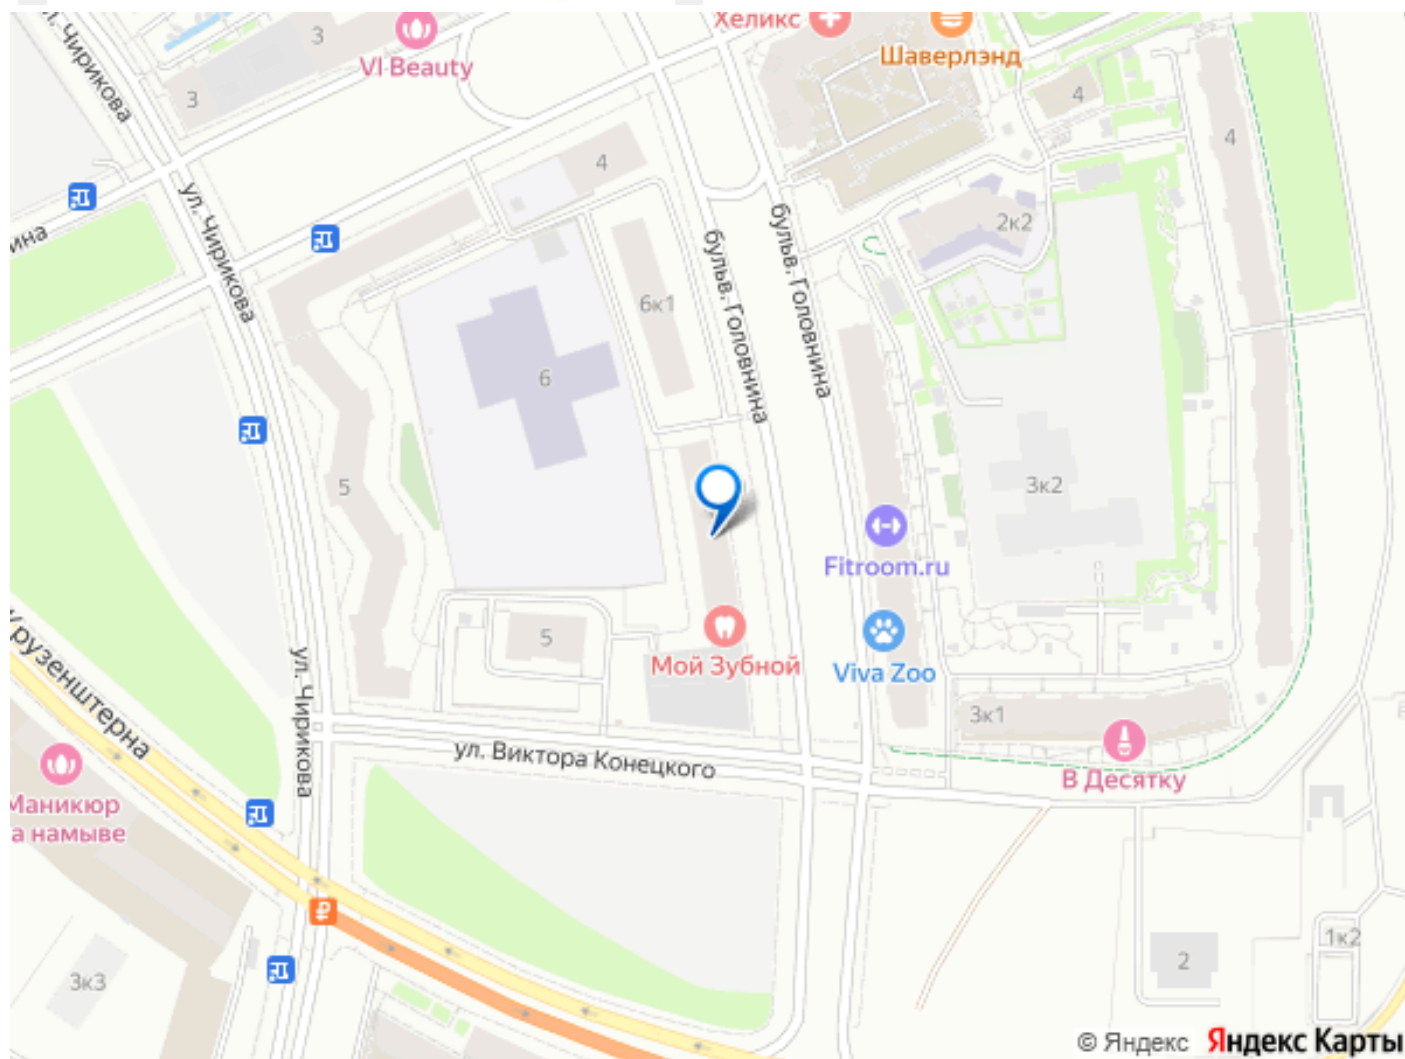 Хеликс
Шаверлэнд
VI Beauty
3
3
4
4
4
ул. Чирикова
ул. Чирикова
2к2
бульв. Головнина
бульв. Головнина
6к1
6
5
3к2
Fitroom.ru
5
Мой Зубной
Viva Zoo
ул. Чирикова
3к1
ул. Виктора Конецкого
В Десятку
Крузенштерна
Маникюр
а намыве
3к3
2
1к2
© Яндекс Яндекс Карты